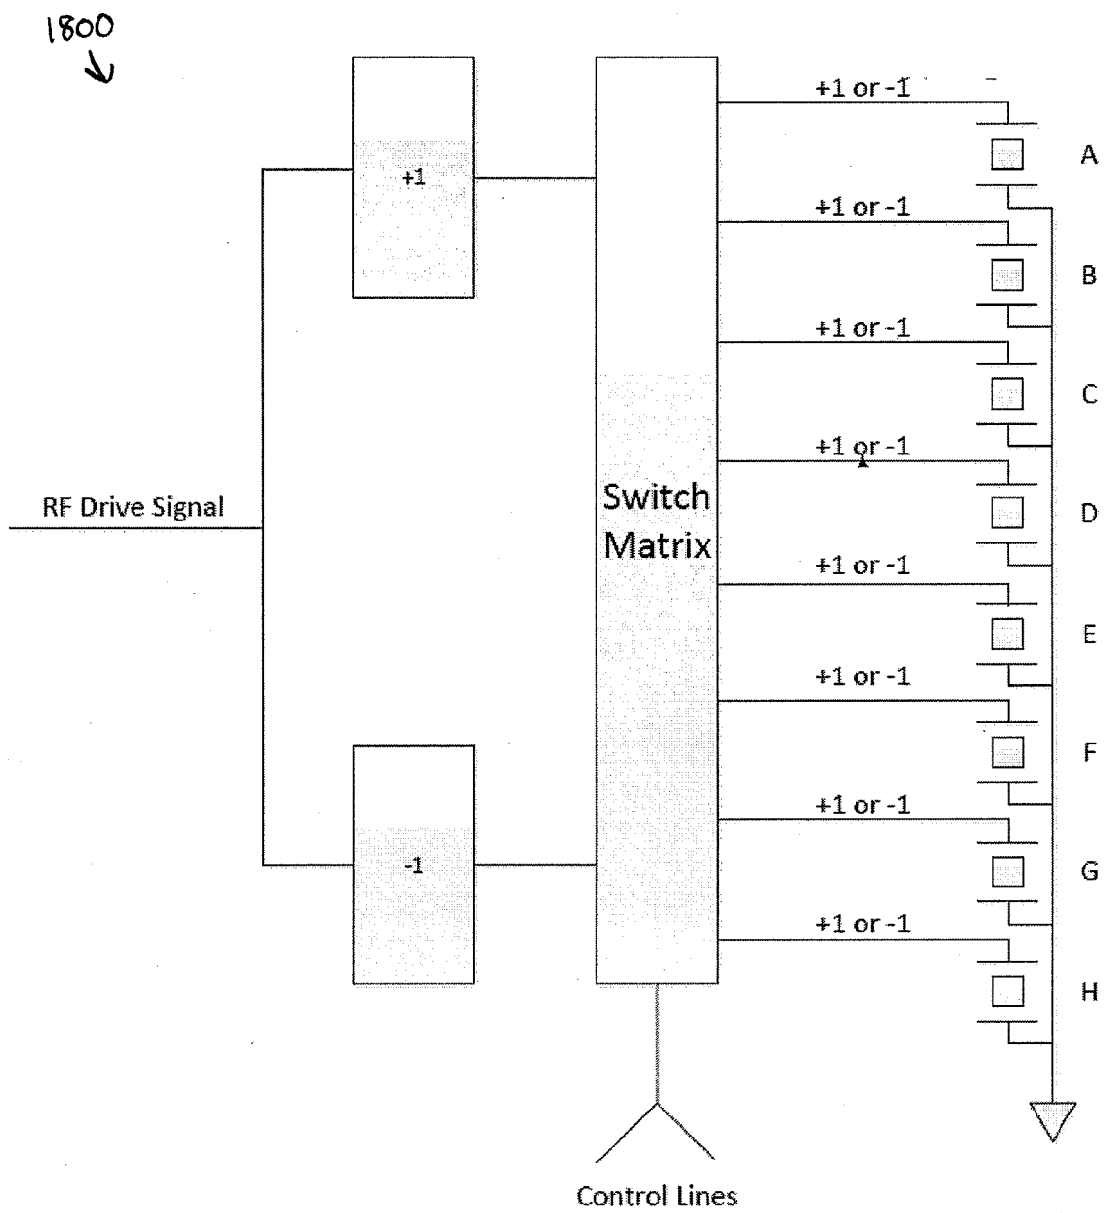 1800
+1 or -1
A
+1
+1 or -1
B
+1 or -1
C
+1 or -1
RF Drive Signal
Switch
Matrix
D
+1 or -1
E
+1 or -1
F
+1 or -1
-1
G
+1 or -1
H
Control Lines